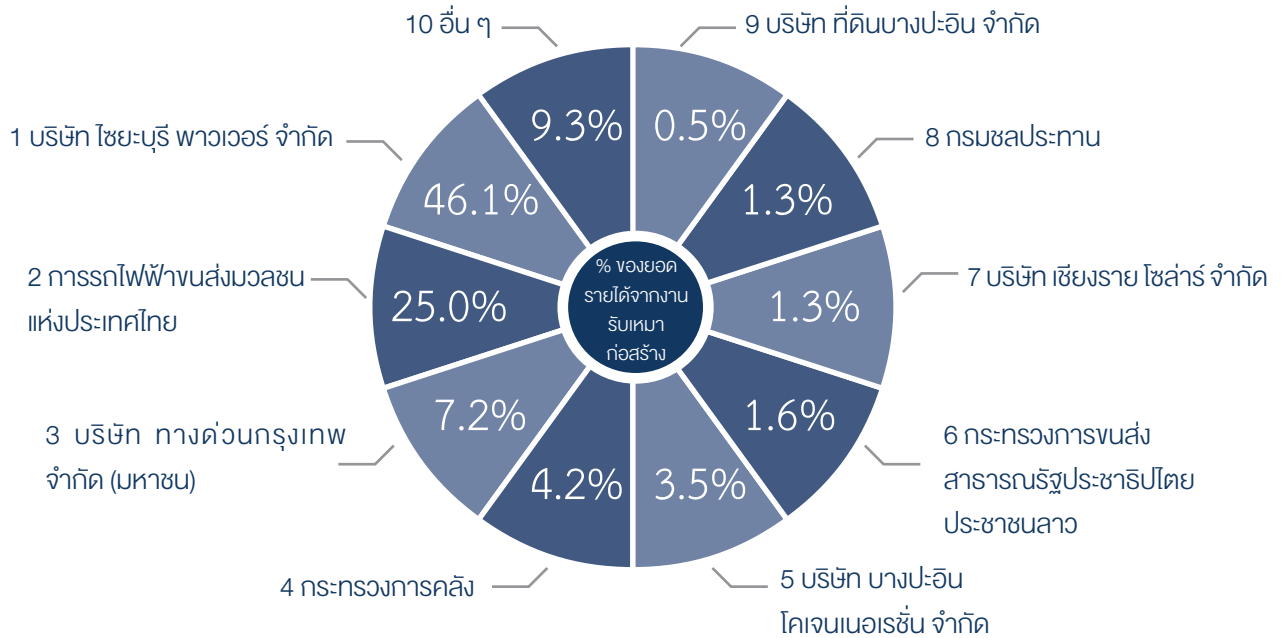 10 อื่น ๆ
9 บริษัท ที่ดินบางปะอิน จำกัด
1 บริษัท ไซยะบุรี พาวเวอร์ จำกัด
9.3%
0.5%
8 กรมชลประทาน
46.1%
1.3%
2 การรถไฟฟ้าขนส่งมวลชน
แห่งประเทศไทย
25.0%
% ของยอด
รายได้จากงาน
รับเหมา
ก่อสร้าง
1.3%
7 บริษัท เชียงราย โซล่าร์ จำกัด
3 บริษัท ทางด่วนกรุงเทพ
จำกัด (มหาชน)
7.2%
1.6%
6 กระทรวงการขนส่ง
สาธารณรัฐประชาธิปไตย
ประชาชนลาว
4.2%
3.5%
4 กระทรวงการคลัง
5 บริษัท บางปะอิน
โคเจนเนอเรชั่น จำกัด